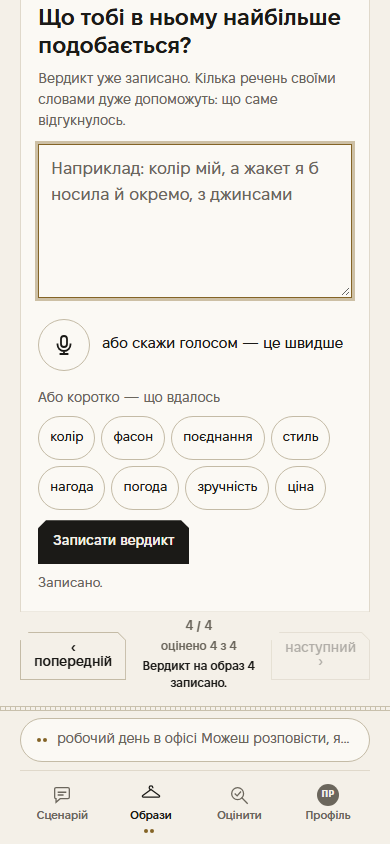 Що тобі в ньому найбільше
подобається?
Вердикт уже записано. Кілька речень своїми
словами дуже допоможуть: що саме
відгукнулось.
Наприклад: колір мій, а жакет я б
носила й окремо, з джинсами
або скажи голосом — це швидше
Або коротко — що вдалось
колір фасон поєднання стиль
нагода погода зручність ціна
Записати вердикт
Записано.
4 / 4
‹ попередній
оцінено 4 з 4
наступний ›
Вердикт на образ 4
записано.
робочий день в офісі Можеш розповісти, я...
ПР
Сценарій Образи Оцінити Профіль